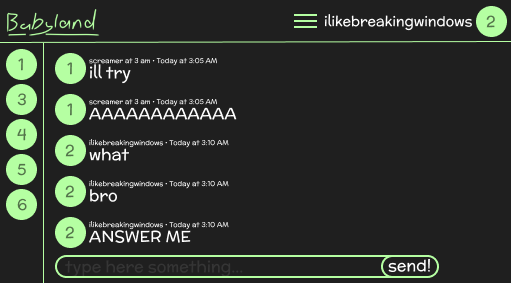 Babyland
ilikebreakingwindows 2
1
3
4
5
6
1
screamer at 3 am • Today at 3:05 AM
ill try
1
screamer at 3 am • Today at 3:05 AM
AAAAAAAAAAAA
2
ilikebreakingwindows • Today at 3:10 AM
what
2
ilikebreakingwindows • Today at 3:10 AM
bro
2
ilikebreakingwindows • Today at 3:10 AM
ANSWER ME
type here something...
send!